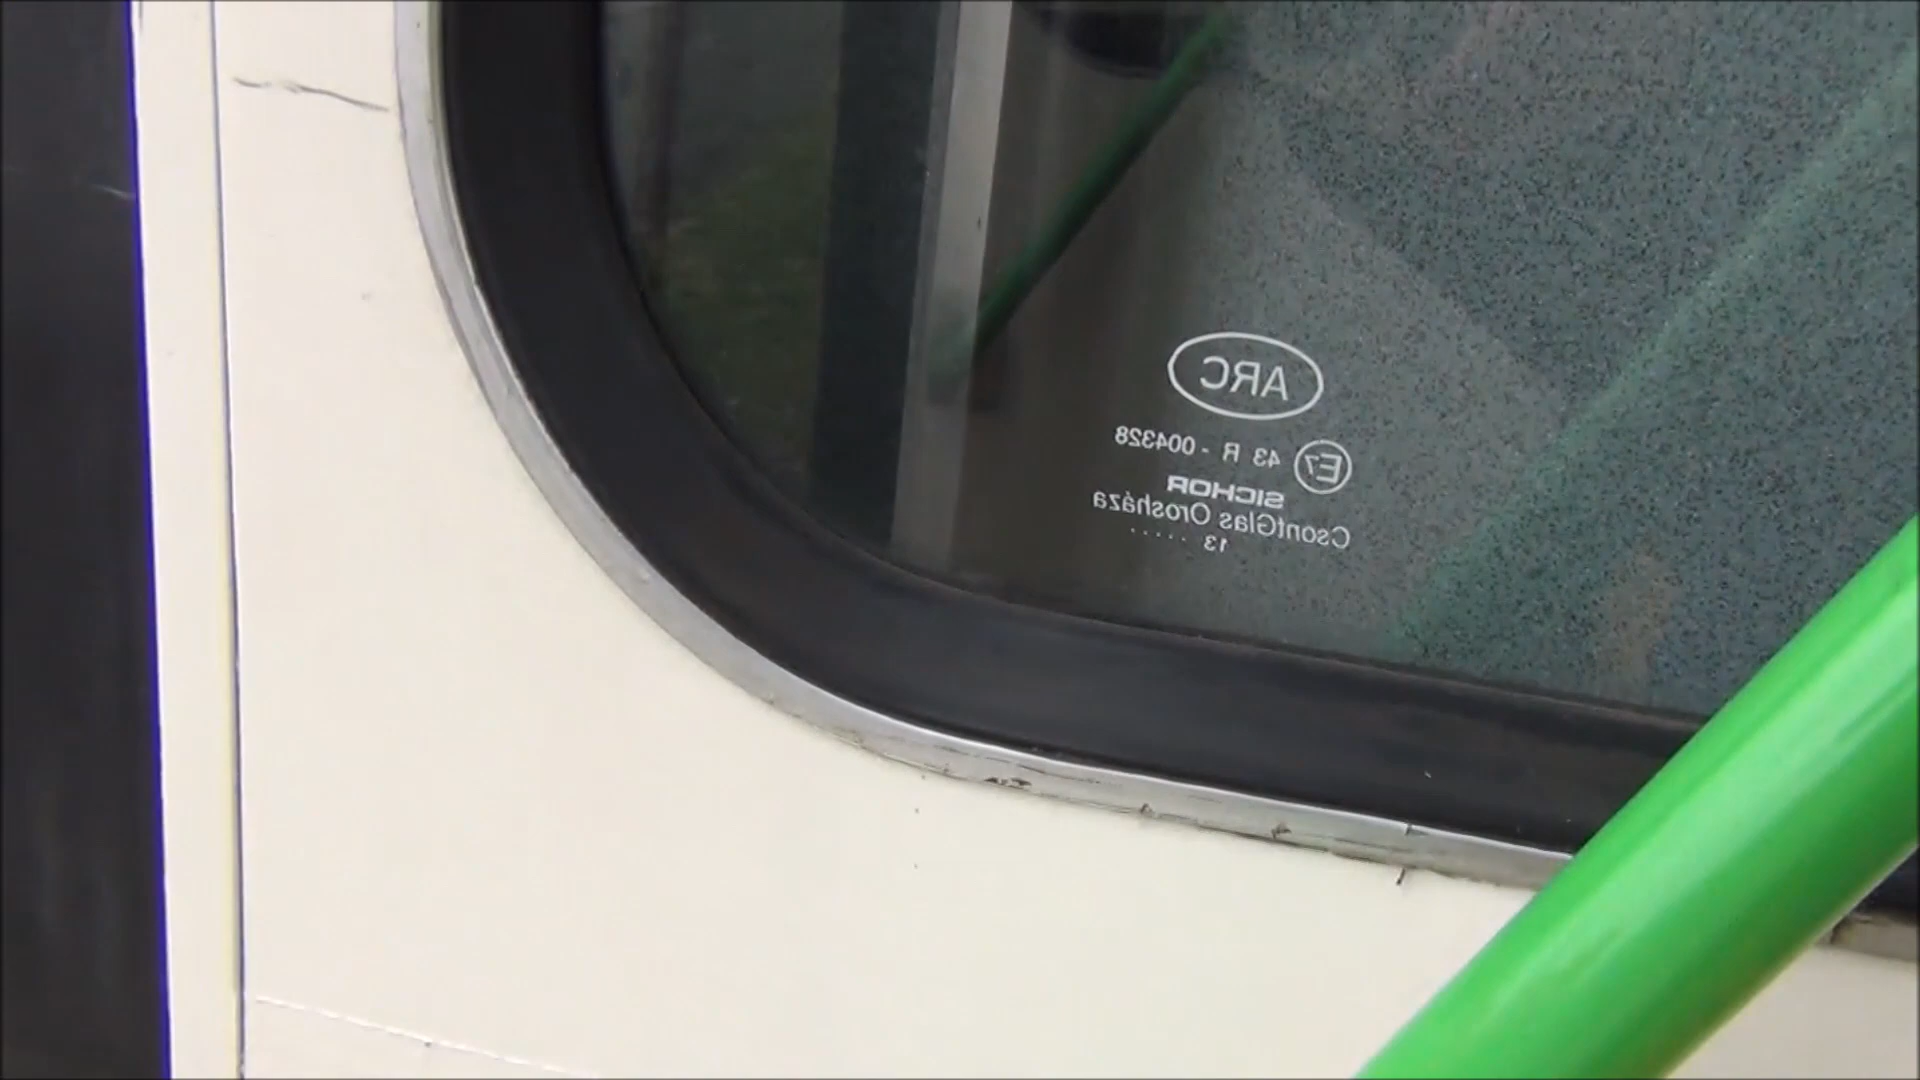 ARC
E7 43 R - 004328
SICHOR
CsontGlas Orosháza
13 . . . . .